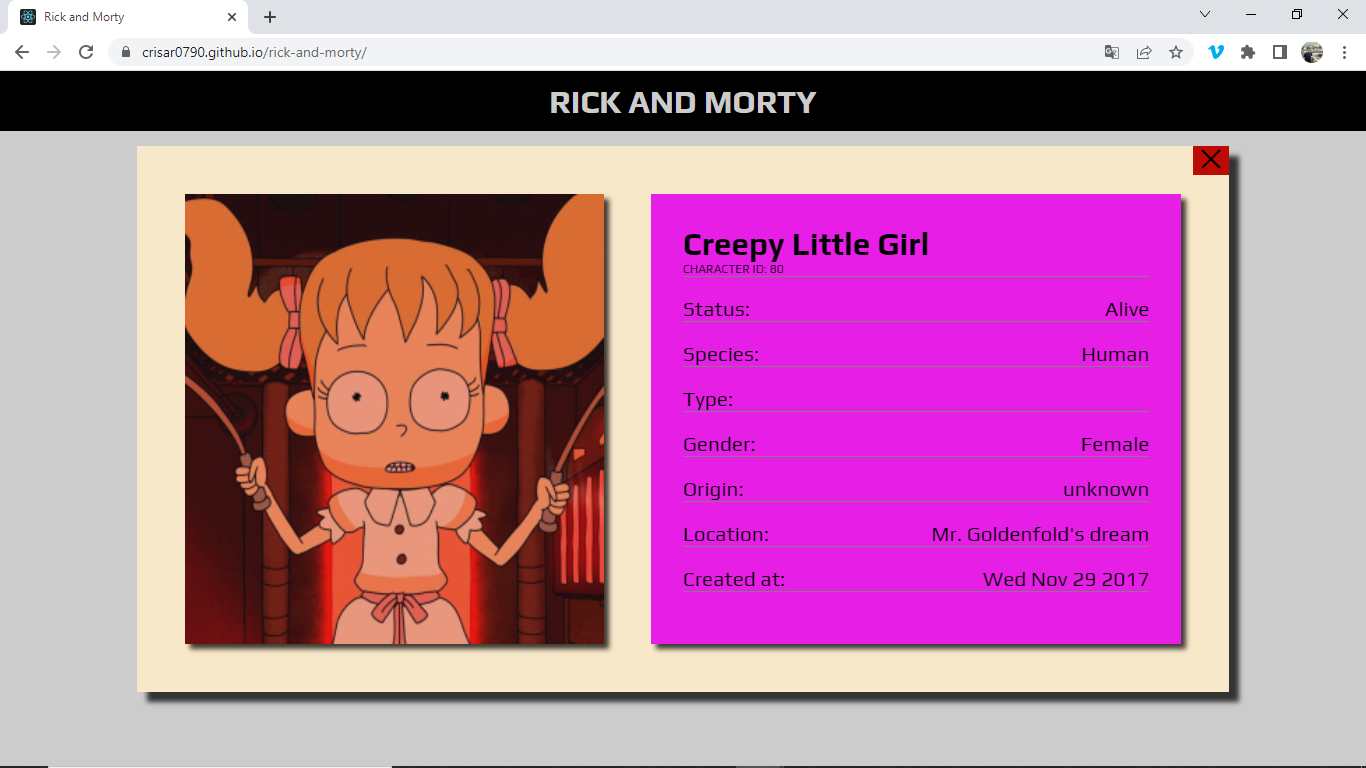 Rick and Morty
crisar0790.github.io/rick-and-morty/
RICK AND MORTY
Creepy Little Girl
CHARACTER ID: 80
Status: Alive
Species: Human
Type:
Gender: Female
Origin: unknown
Location: Mr. Goldenfold's dream
Created at: Wed Nov 29 2017